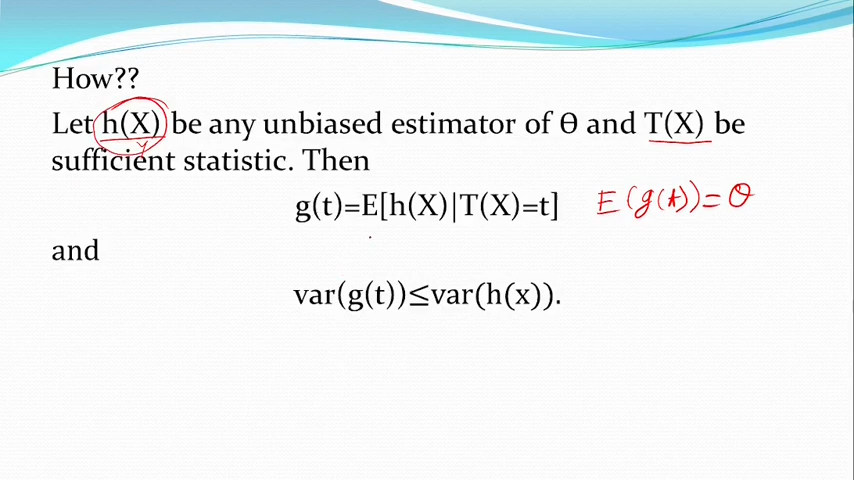 How??
Let h(X) be any unbiased estimator of Ө and T(X) be
y
sufficient statistic. Then
g(t)=E[h(X)|T(X)=t] E(g(t))=θ
and
var(g(t))≤var(h(x)).